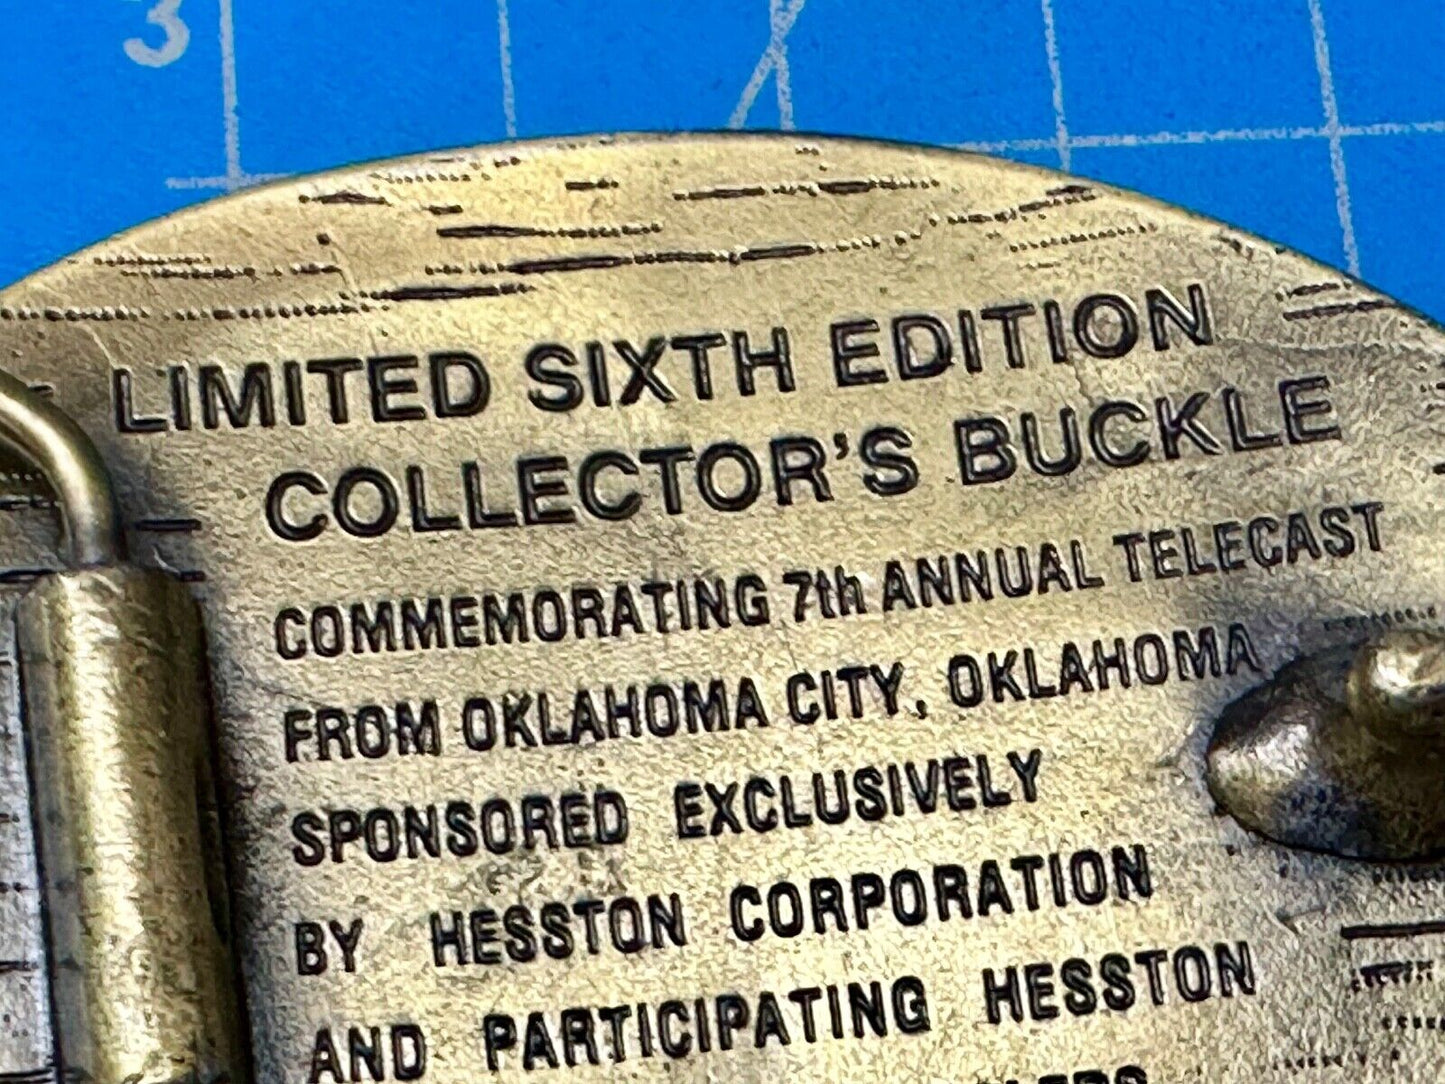 3
LIMITED SIXTH EDITION
COLLECTOR'S BUCKLE
COMMEMORATING 7th ANNUAL TELECAST
FROM OKLAHOMA CITY, OKLAHOMA
SPONSORED EXCLUSIVELY
BY HESSTON CORPORATION
AND PARTICIPATING HESSTON